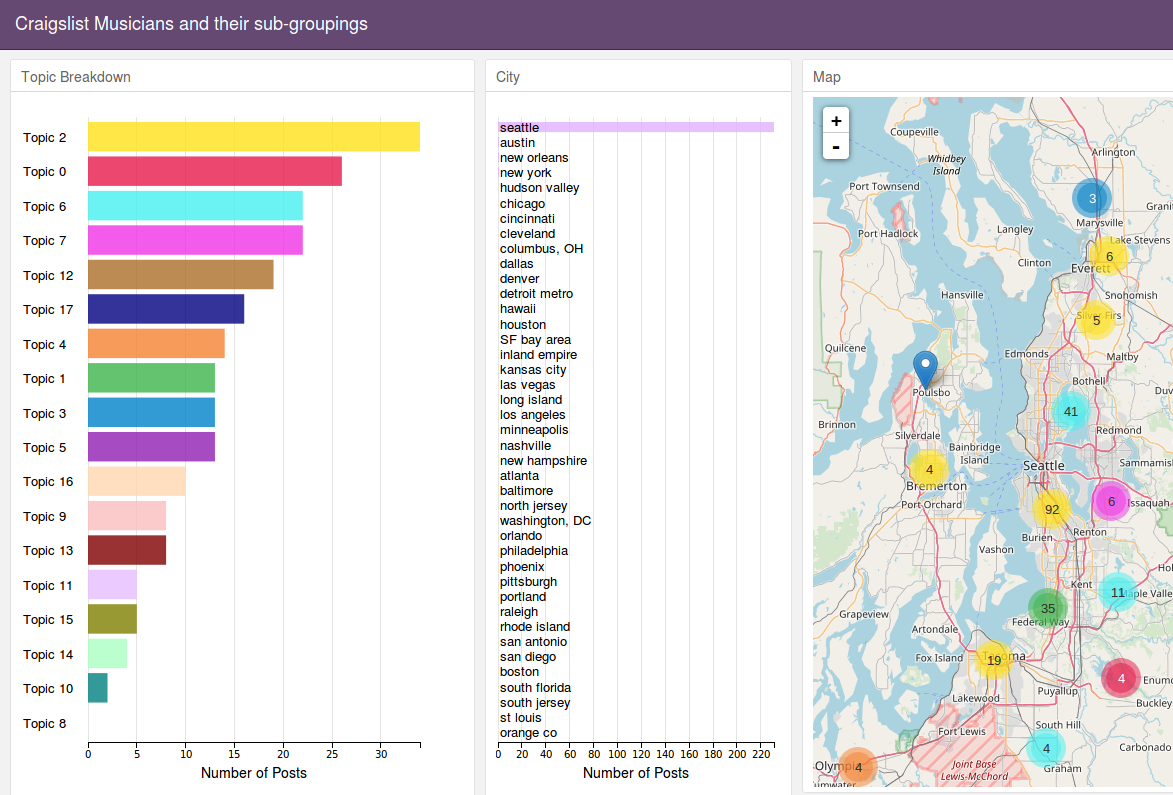 Craigslist Musicians and their sub-groupings
Topic Breakdown
Topic 2
Topic 0
Topic 6
Topic 7
Topic 12
Topic 17
Topic 4
Topic 1
Topic 3
Topic 5
Topic 16
Topic 9
Topic 13
Topic 11
Topic 15
Topic 14
Topic 10
Topic 8
0 5 10 15 20 25 30
Number of Posts
City
seattle
austin
new orleans
new york
hudson valley
chicago
cincinnati
cleveland
columbus, OH
dallas
denver
detroit metro
hawaii
houston
SF bay area
inland empire
kansas city
las vegas
long island
los angeles
minneapolis
nashville
new hampshire
atlanta
baltimore
north jersey
washington, DC
orlando
philadelphia
phoenix
pittsburgh
portland
raleigh
rhode island
san antonio
san diego
boston
south florida
south jersey
st louis
orange co
0 20 40 60 80 100 120 140 160 180 200 220
Number of Posts
Map
+
-
Coupeville
Arlington
Whidbey
Island
Port Townsend
3
Grani
Marysville
Port Hadlock
Langley
Lake Stevens
6
Clinton
Everett
Hansville
Snohomish
Silver Firs
5
Quilcene
Edmonds
Maltby
Bothell
Poulsbo
Duv
41
Brinnon
Silverdale
Redmond
Bainbridge
Island
Seattle
Sammamis
4
Bremerton
Port Orchard
6
Issaquah
92
Burien
Renton
Vashon
Hol
Kent
11
Maple Valle
Grapeview
35
Federal Way
Artondale
Fox Island
Tacoma
19
4
Enum
Lakewood
Puyallup
Buckley
Fort Lewis
South Hill
4
Carbonado
Joint Base
Lewis-McChord
Graham
Olymp
4
umwater